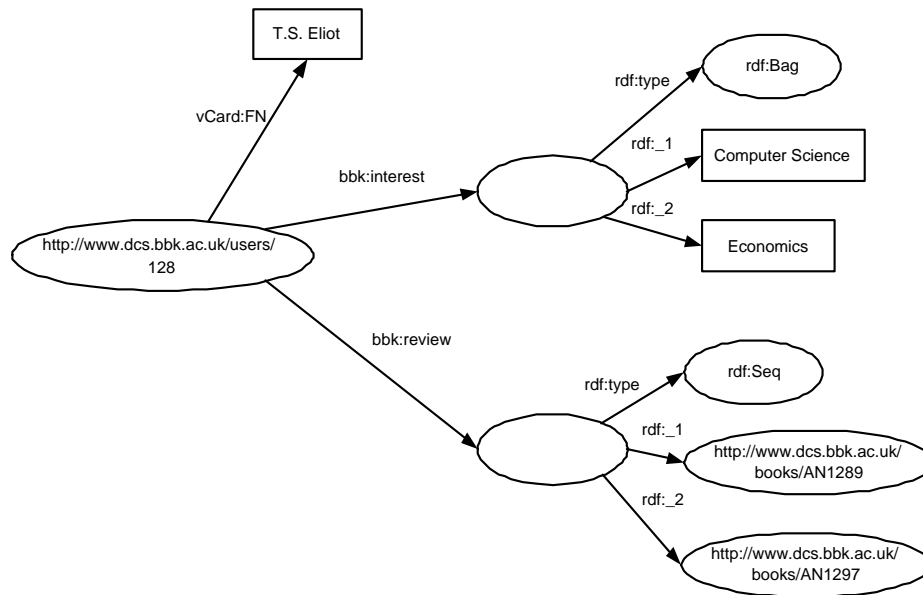 T.S. Eliot
vCard:FN
rdf:Bag
rdf:type
rdf:_1
Computer Science
bbk:interest
rdf:_2
http://www.dcs.bbk.ac.uk/users/
128
Economics
bbk:review
rdf:Seq
rdf:type
rdf:_1
http://www.dcs.bbk.ac.uk/
books/AN1289
rdf:_2
http://www.dcs.bbk.ac.uk/
books/AN1297